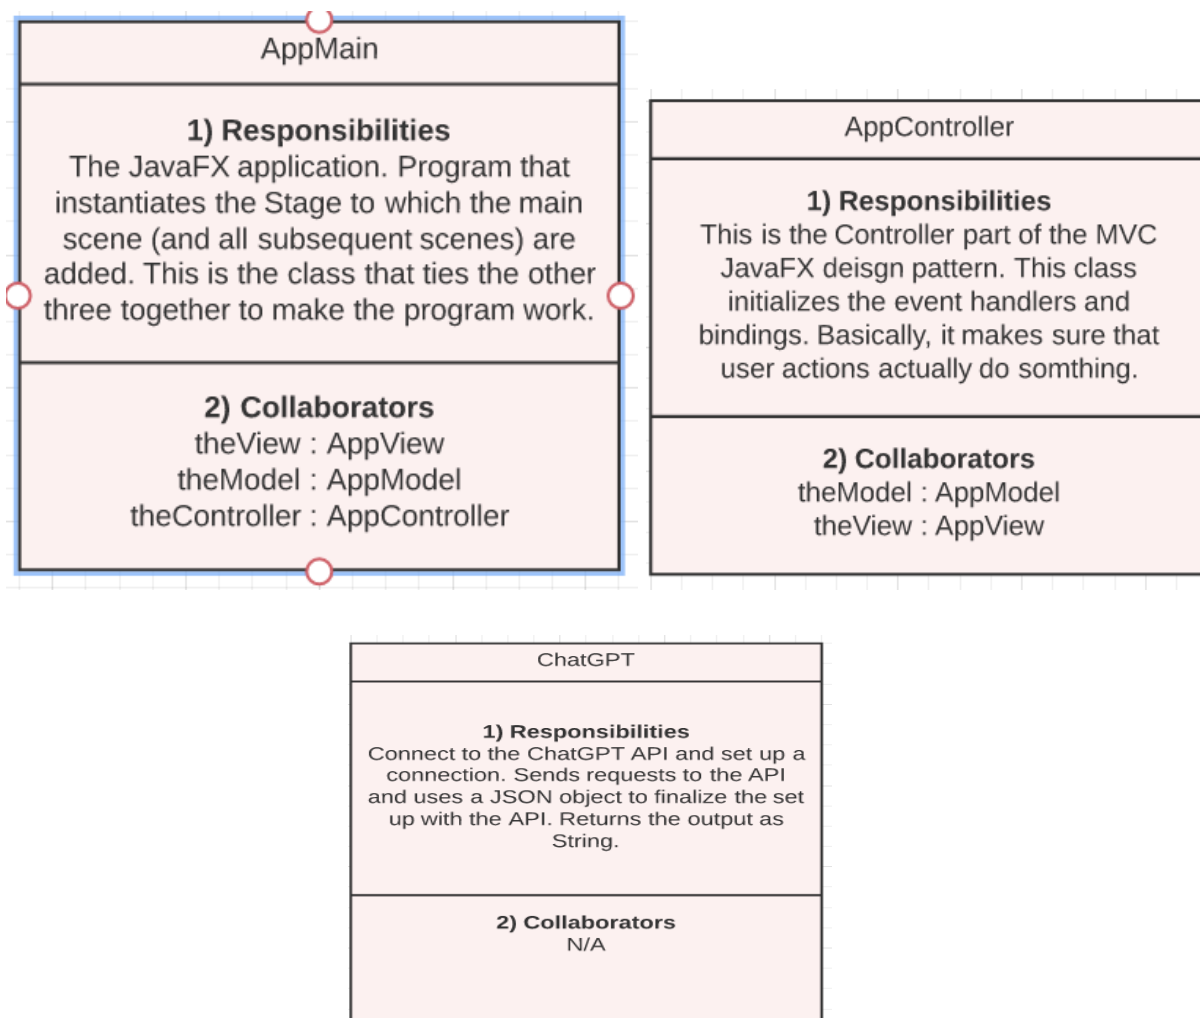 AppMain
1) Responsibilities
The JavaFX application. Program that
instantiates the Stage to which the main
scene (and all subsequent scenes) are
added. This is the class that ties the other
three together to make the program work.
2) Collaborators
theView : AppView
theModel : AppModel
theController : AppController
AppController
1) Responsibilities
This is the Controller part of the MVC
JavaFX deisgn pattern. This class
initializes the event handlers and
bindings. Basically, it makes sure that
user actions actually do somthing.
2) Collaborators
theModel : AppModel
theView : AppView
ChatGPT
1) Responsibilities
Connect to the ChatGPT API and set up a
connection. Sends requests to the API
and uses a JSON object to finalize the set
up with the API. Returns the output as
String.
2) Collaborators
N/A